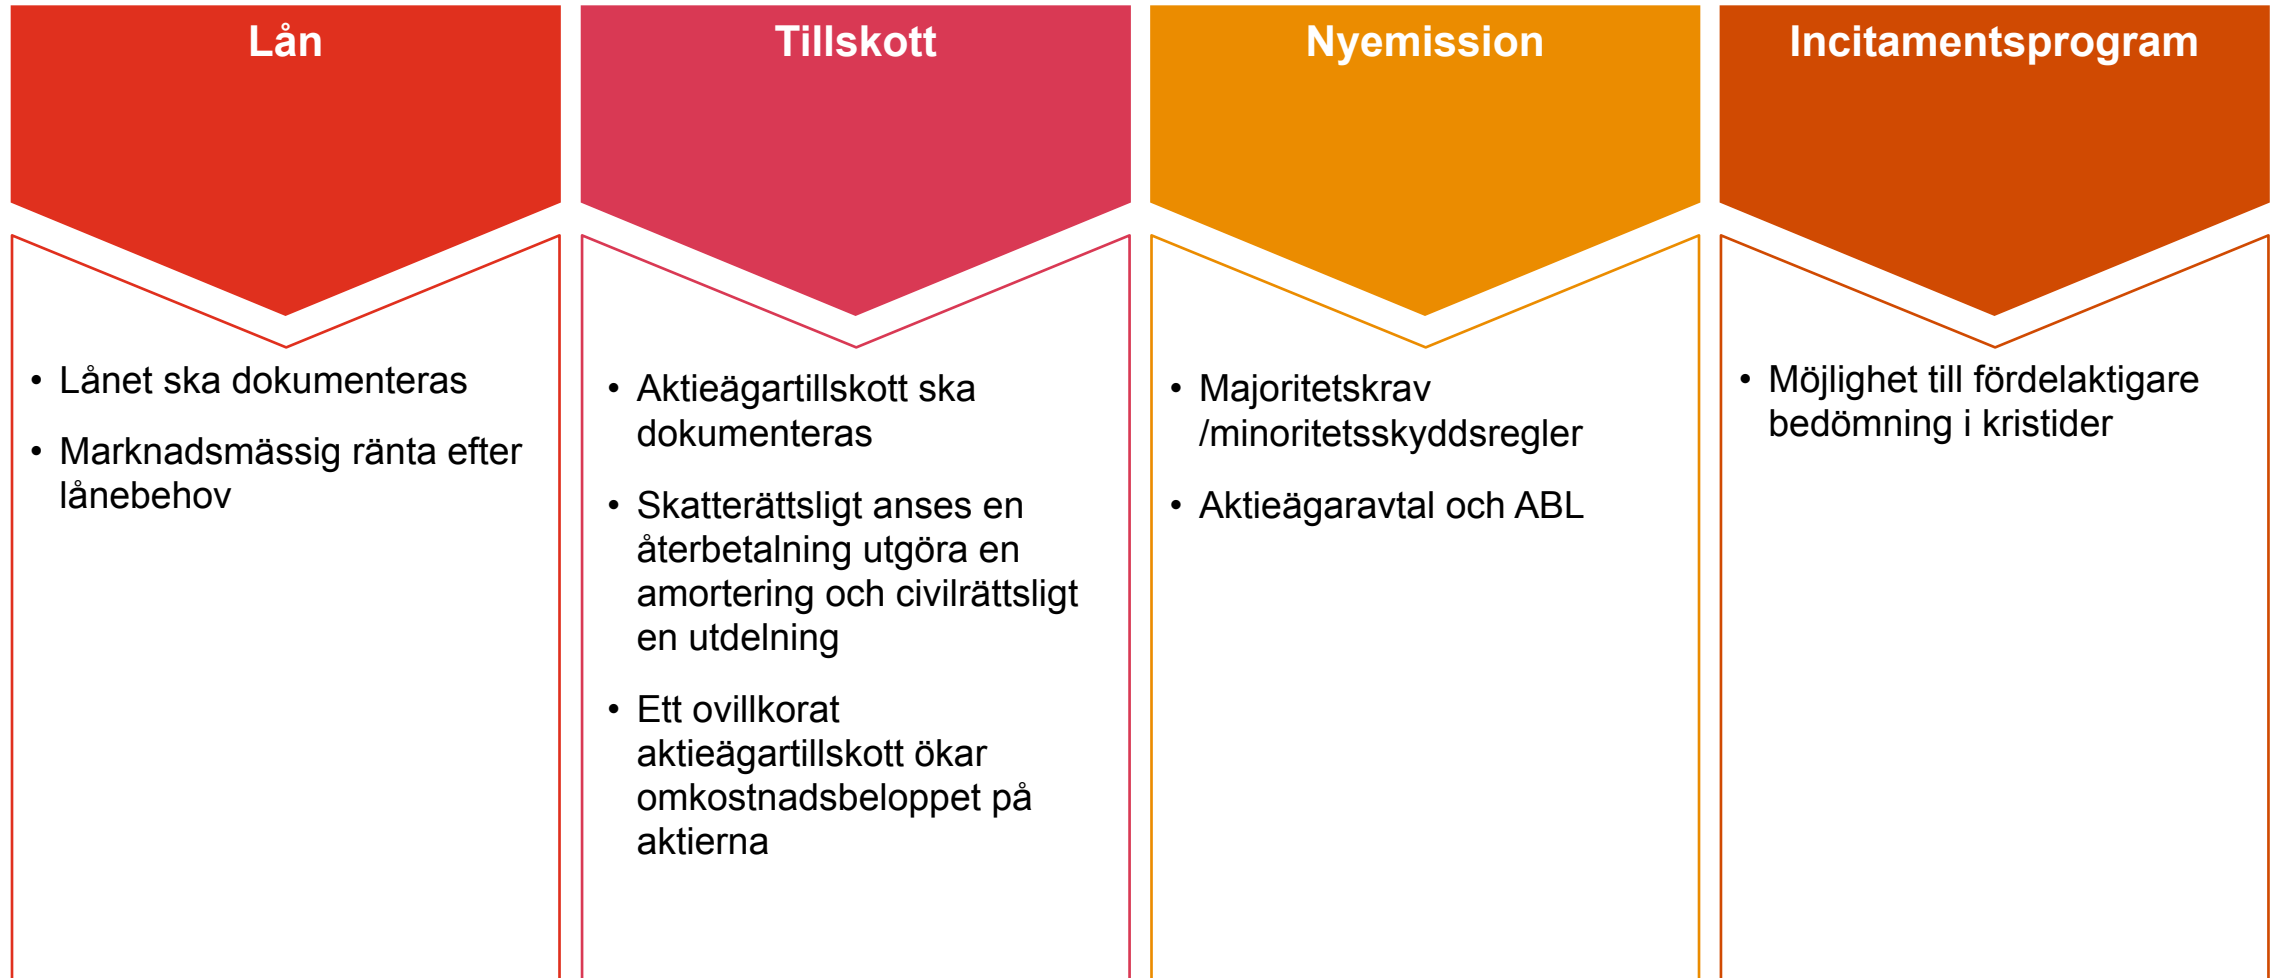 Lån
• Lånet ska dokumenteras
• Marknadsmässig ränta efter
lånebehov
Tillskott
• Aktieägartillskott ska
dokumenteras
• Skatterättsligt anses en
återbetalning utgöra en
amortering och civilrättsligt
en utdelning
• Ett ovillkorat
aktieägartillskott ökar
omkostnadsbeloppet på
aktierna
Nyemission
• Majoritetskrav
/minoritetsskyddsregler
• Aktieägaravtal och ABL
Incitamentsprogram
• Möjlighet till fördelaktigare
bedömning i kristider